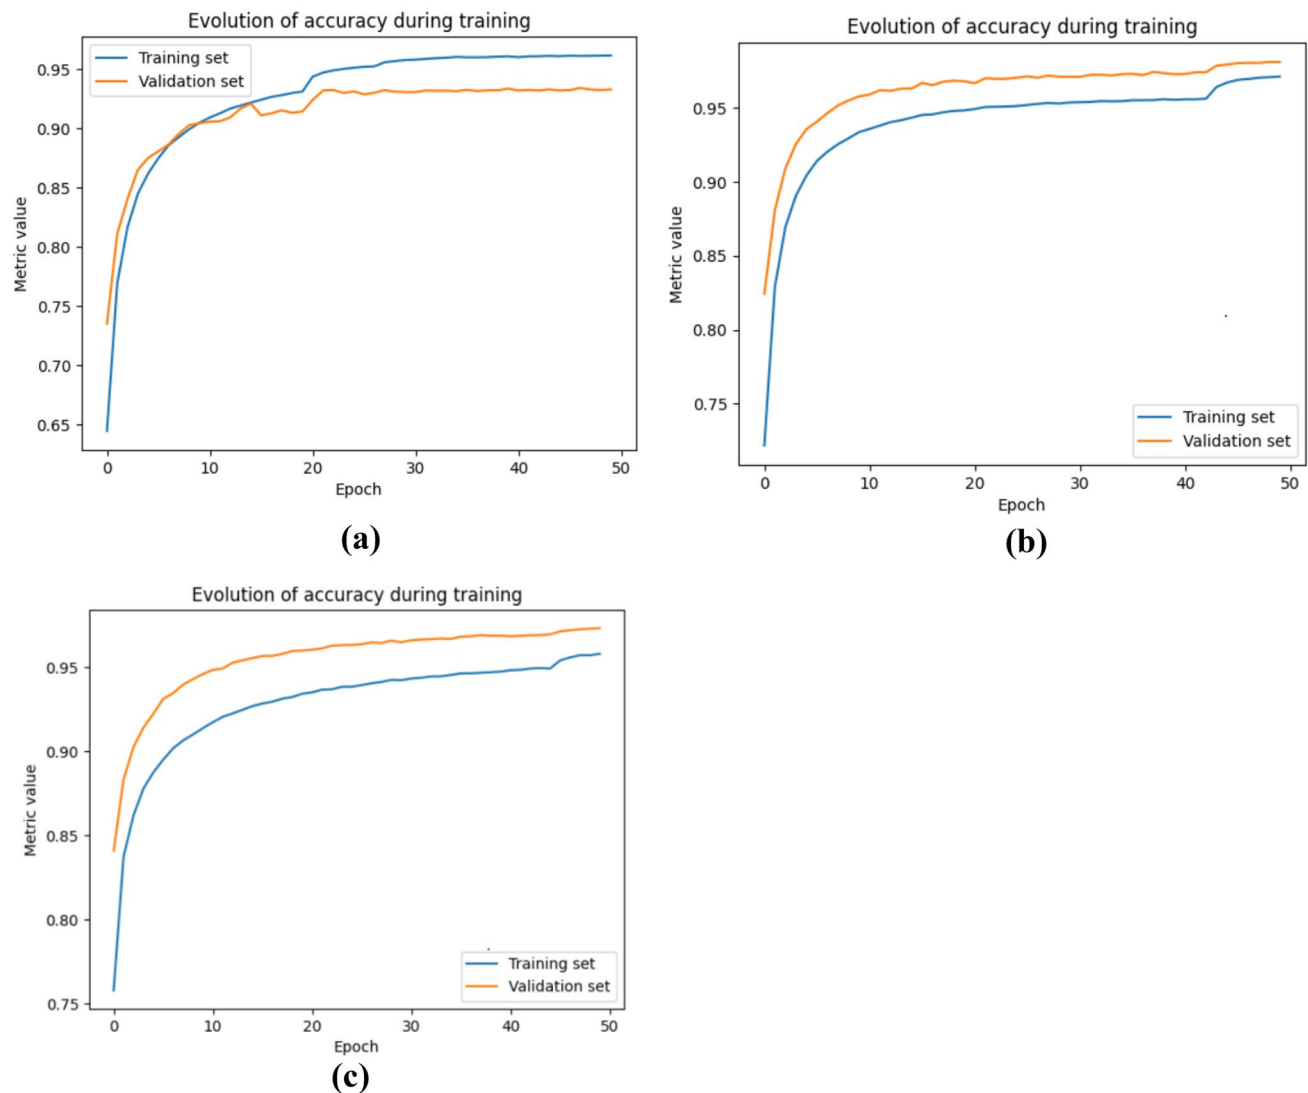 Evolution of accuracy during training
Training set
Validation set
0.95
0.90
0.85
0.80
0.75
0.70
0.65
Metric value
0 10 20 30 40 50
Epoch
(a)
Evolution of accuracy during training
0.95
0.90
0.85
0.80
0.75
Metric value
Training set
Validation set
0 10 20 30 40 50
Epoch
(b)
Evolution of accuracy during training
0.95
0.90
0.85
0.80
0.75
Metric value
Training set
Validation set
0 10 20 30 40 50
Epoch
(c)